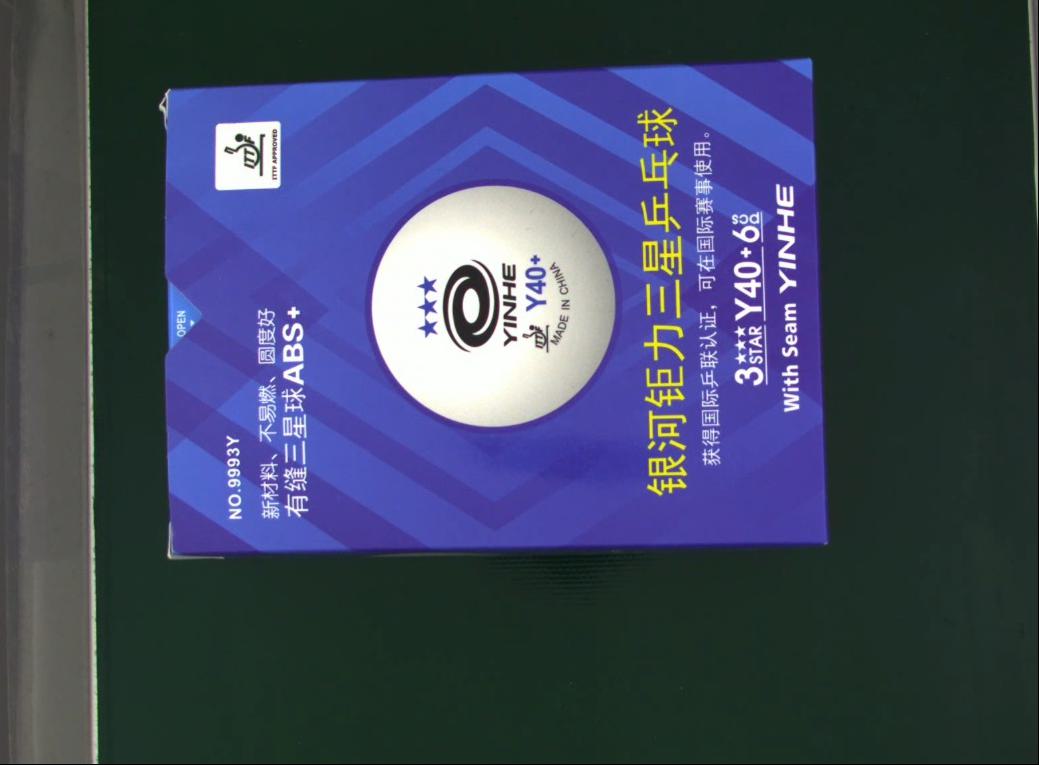 ITTF
ITTF APPROVED
OPEN
NO.9993Y
新材料、不易燃、圆度好
有缝三星球ABS+
★★★
YINHE
ITTF Y40+
MADE IN CHINA
银河钜力三星乒乓球
获得国际乒联认证，可在国际赛事使用。
3★★★STAR Y40+ 6
With Seam YINHE